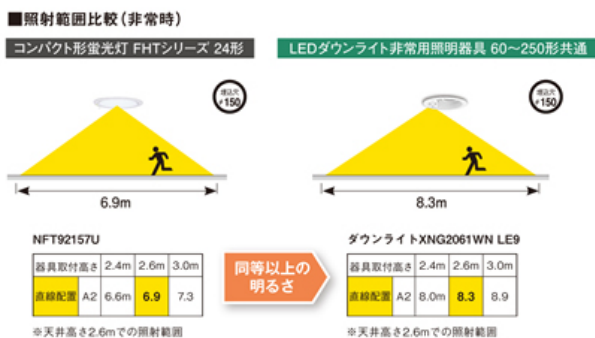 ■照射範囲比較(非常時)
コンパクト形蛍光灯 FHTシリーズ 24形
埋込穴
φ150
6.9m
NFT92157U
器具取付高さ 2.4m 2.6m 3.0m
直線配置 A2 6.6m 6.9 7.3
※天井高さ2.6mでの照射範囲
同等以上の
明るさ
LEDダウンライト非常用照明器具 60〜250形共通
埋込穴
φ150
8.3m
ダウンライトXNG2061WN LE9
器具取付高さ 2.4m 2.6m 3.0m
直線配置 A2 8.0m 8.3 8.9
※天井高さ2.6mでの照射範囲